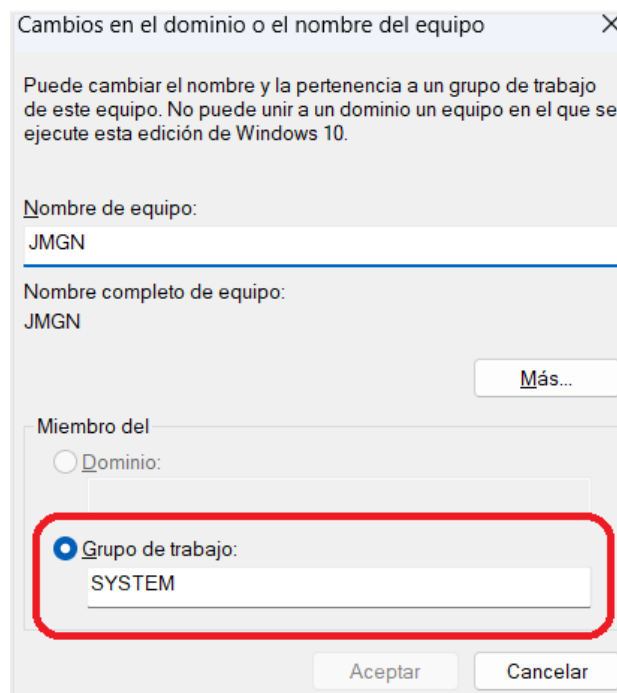 Cambios en el dominio o el nombre del equipo
Puede cambiar el nombre y la pertenencia a un grupo de trabajo
de este equipo. No puede unir a un dominio un equipo en el que se
ejecute esta edición de Windows 10.
Nombre de equipo:
JMGN
Nombre completo de equipo:
JMGN
Más...
Miembro del
Dominio:
Grupo de trabajo:
SYSTEM
Aceptar
Cancelar